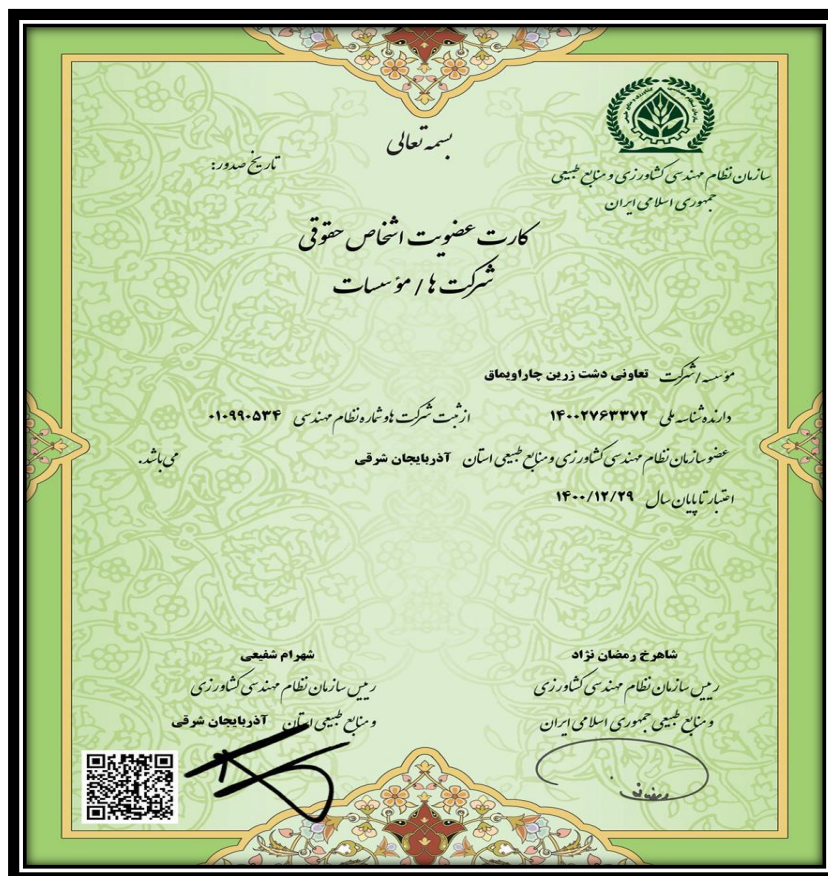 بسمه تعالی
تاریخ صدور:
سازمان نظام مهندسی کشاورزی و منابع طبیعی
جمهوری اسلامی ایران
کارت عضویت اشخاص حقوقی
شرکت ها / مؤسسات
مؤسسه / شرکت تعاونی دشت زرین چاراویماق
دارنده شناسه ملی ۱۴۰۰۲۷۶۳۳۷۲ از ثبت شرکت ها و شماره نظام مهندسی ۰۱۰۹۹۰۵۳۴
عضو سازمان نظام مهندسی کشاورزی و منابع طبیعی استان آذربایجان شرقی می باشد.
اعتبار تا پایان سال ۱۴۰۰/۱۲/۲۹
شاهرخ رمضان نژاد
رییس سازمان نظام مهندسی کشاورزی
و منابع طبیعی جمهوری اسلامی ایران
شهرام شفیعی
رییس سازمان نظام مهندسی کشاورزی
و منابع طبیعی استان آذربایجان شرقی